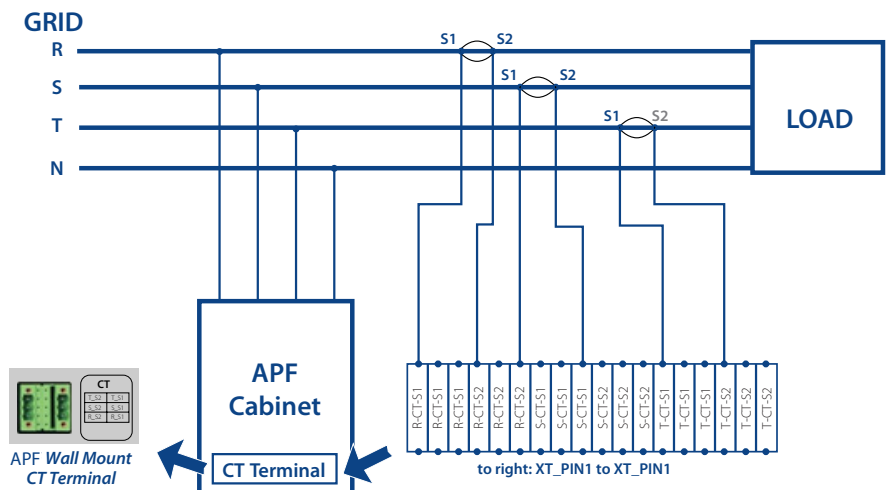 GRID
R
S1
S2
S
S1
S2
T
S1
S2
N
LOAD
APF
Cabinet
CT Terminal
R-CT-S1
R-CT-S1
R-CT-S1
R-CT-S2
R-CT-S2
R-CT-S2
S-CT-S1
S-CT-S1
S-CT-S1
S-CT-S2
S-CT-S2
S-CT-S2
T-CT-S1
T-CT-S1
T-CT-S1
T-CT-S2
T-CT-S2
T-CT-S2
to right: XT_PIN1 to XT_PIN1
CT
T_S2 T_S1
S_S2 S_S1
R_S2 R_S1
APF Wall Mount
CT Terminal